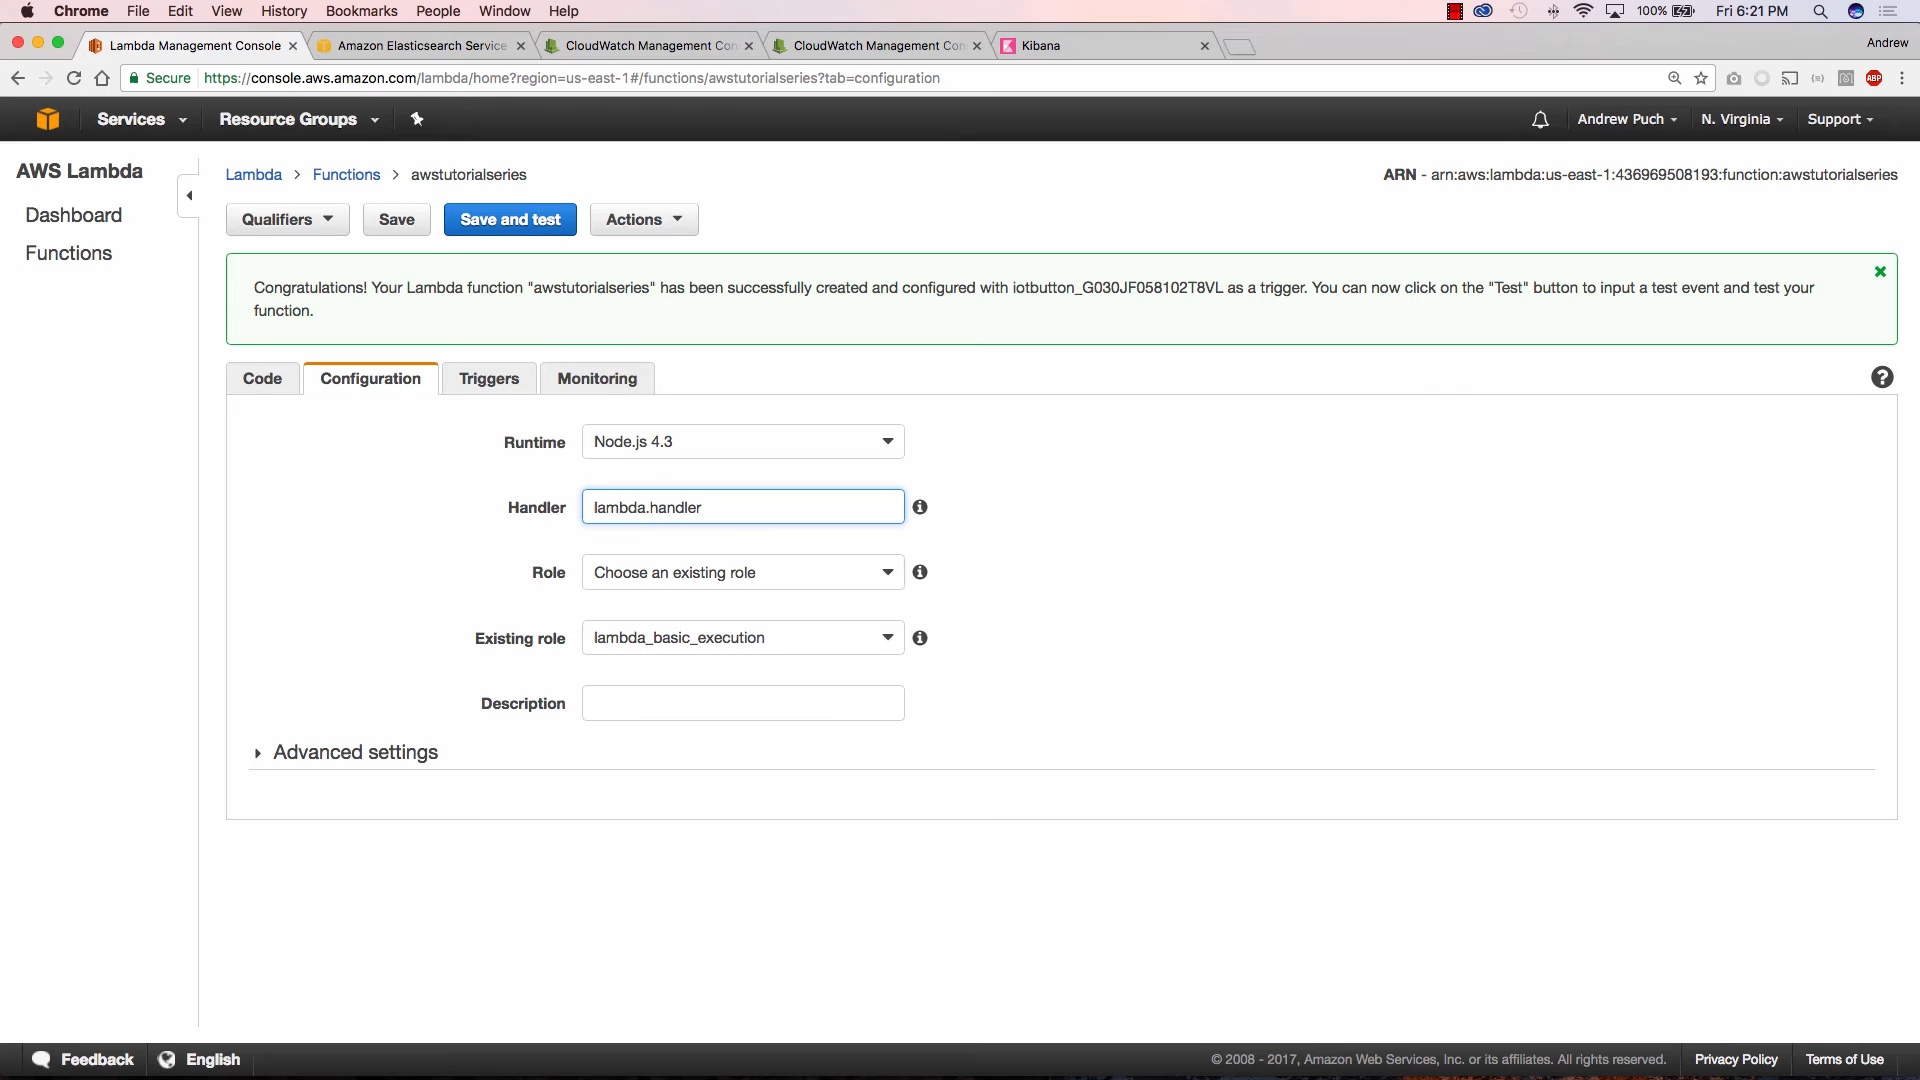 Chrome File Edit View History Bookmarks People Window Help 100% Fri 6:21 PM
Lambda Management Console Amazon Elasticsearch Service CloudWatch Management Con CloudWatch Management Con Kibana Andrew
Secure https://console.aws.amazon.com/lambda/home?region=us-east-1#/functions/awstutorialseries?tab=configuration ABP
Services Resource Groups Andrew Puch N. Virginia Support
AWS Lambda
Dashboard
Functions
Lambda > Functions > awstutorialseries ARN - arn:aws:lambda:us-east-1:436969508193:function:awstutorialseries
Qualifiers Save Save and test Actions
Congratulations! Your Lambda function "awstutorialseries" has been successfully created and configured with iotbutton_G030JF058102T8VL as a trigger. You can now click on the "Test" button to input a test event and test your
function.
Code Configuration Triggers Monitoring
Runtime Node.js 4.3
Handler lambda.handler
Role Choose an existing role
Existing role lambda_basic_execution
Description
Advanced settings
Feedback English © 2008 - 2017, Amazon Web Services, Inc. or its affiliates. All rights reserved. Privacy Policy Terms of Use